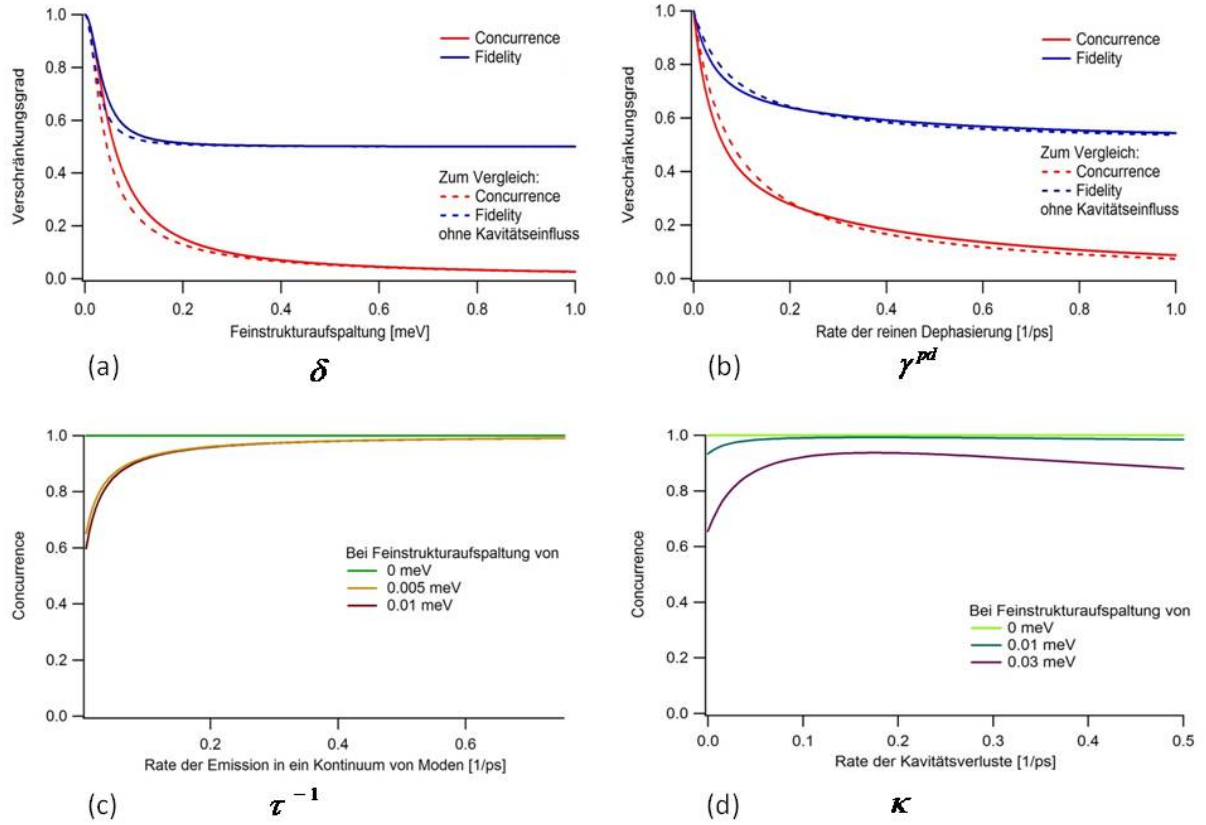 1.0
0.8
0.6
0.4
0.2
0.0
Verschränkungsgrad
Concurrence
Fidelity
Zum Vergleich:
Concurrence
Fidelity
ohne Kavitätseinfluss
0.0 0.2 0.4 0.6 0.8 1.0
Feinstrukturaufspaltung [meV]
(a) δ
1.0
0.8
0.6
0.4
0.2
0.0
Verschränkungsgrad
Concurrence
Fidelity
Zum Vergleich:
Concurrence
Fidelity
ohne Kavitätseinfluss
0.0 0.2 0.4 0.6 0.8 1.0
Rate der reinen Dephasierung [1/ps]
(b) γ^pd
1.0
0.8
0.6
0.4
0.2
0.0
Concurrence
Bei Feinstrukturaufspaltung von
0 meV
0.005 meV
0.01 meV
0.2 0.4 0.6
Rate der Emission in ein Kontinuum von Moden [1/ps]
(c) τ^−1
1.0
0.8
0.6
0.4
0.2
0.0
Concurrence
Bei Feinstrukturaufspaltung von
0 meV
0.01 meV
0.03 meV
0.0 0.1 0.2 0.3 0.4 0.5
Rate der Kavitätsverluste [1/ps]
(d) κ